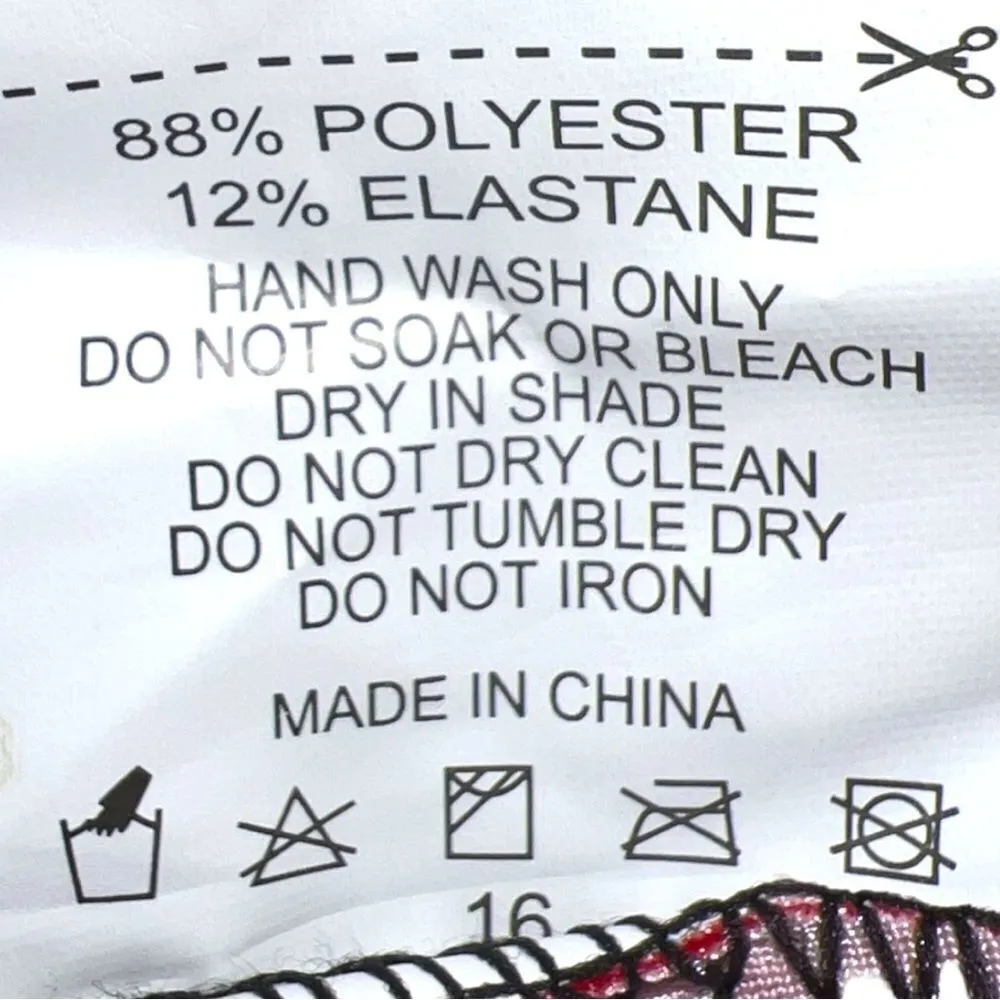 88% POLYESTER
12% ELASTANE
HAND WASH ONLY
DO NOT SOAK OR BLEACH
DRY IN SHADE
DO NOT DRY CLEAN
DO NOT TUMBLE DRY
DO NOT IRON
MADE IN CHINA
16